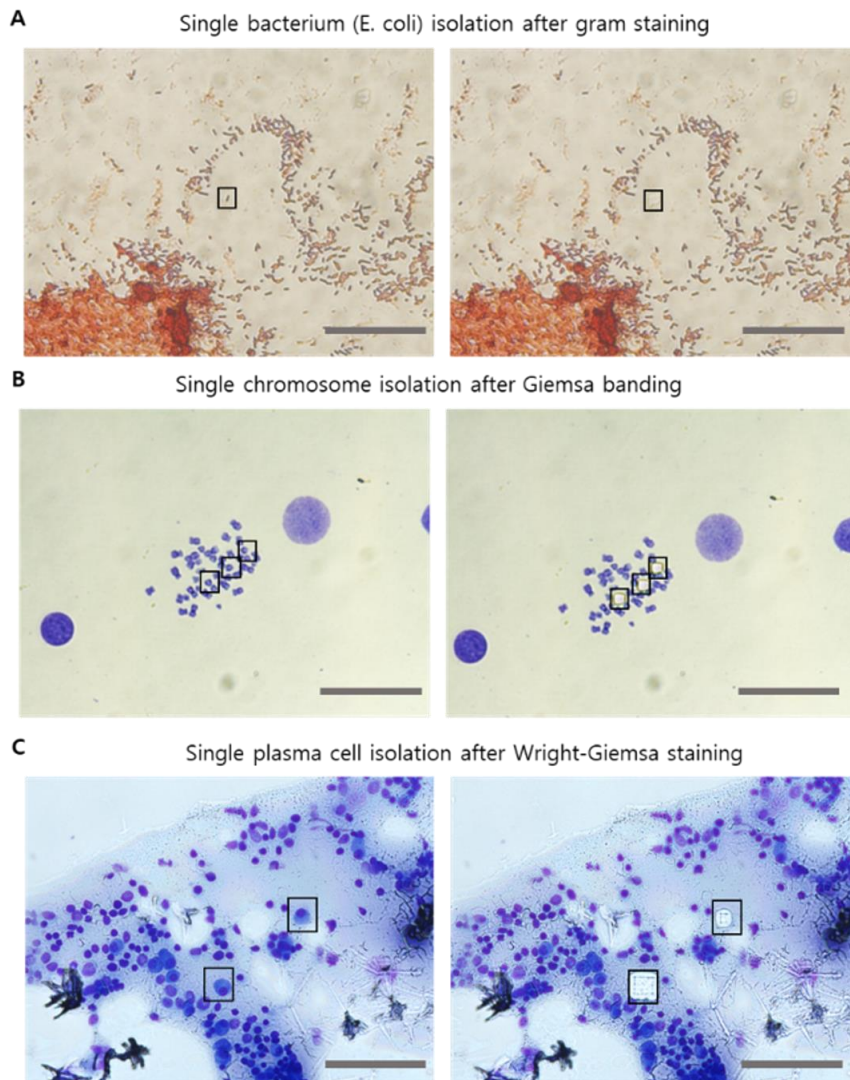 A
Single bacterium (E. coli) isolation after gram staining
B
Single chromosome isolation after Giemsa banding
C
Single plasma cell isolation after Wright-Giemsa staining